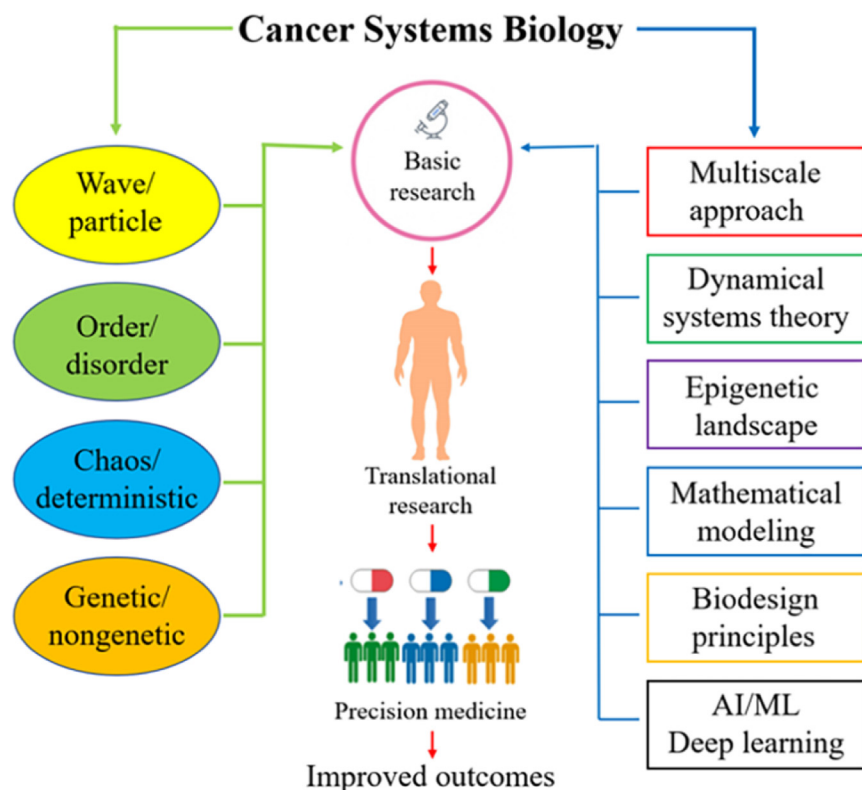 Cancer Systems Biology
Wave/
particle
Order/
disorder
Chaos/
deterministic
Genetic/
nongenetic
Basic
research
Translational
research
Precision medicine
Improved outcomes
Multiscale
approach
Dynamical
systems theory
Epigenetic
landscape
Mathematical
modeling
Biodesign
principles
AI/ML
Deep learning